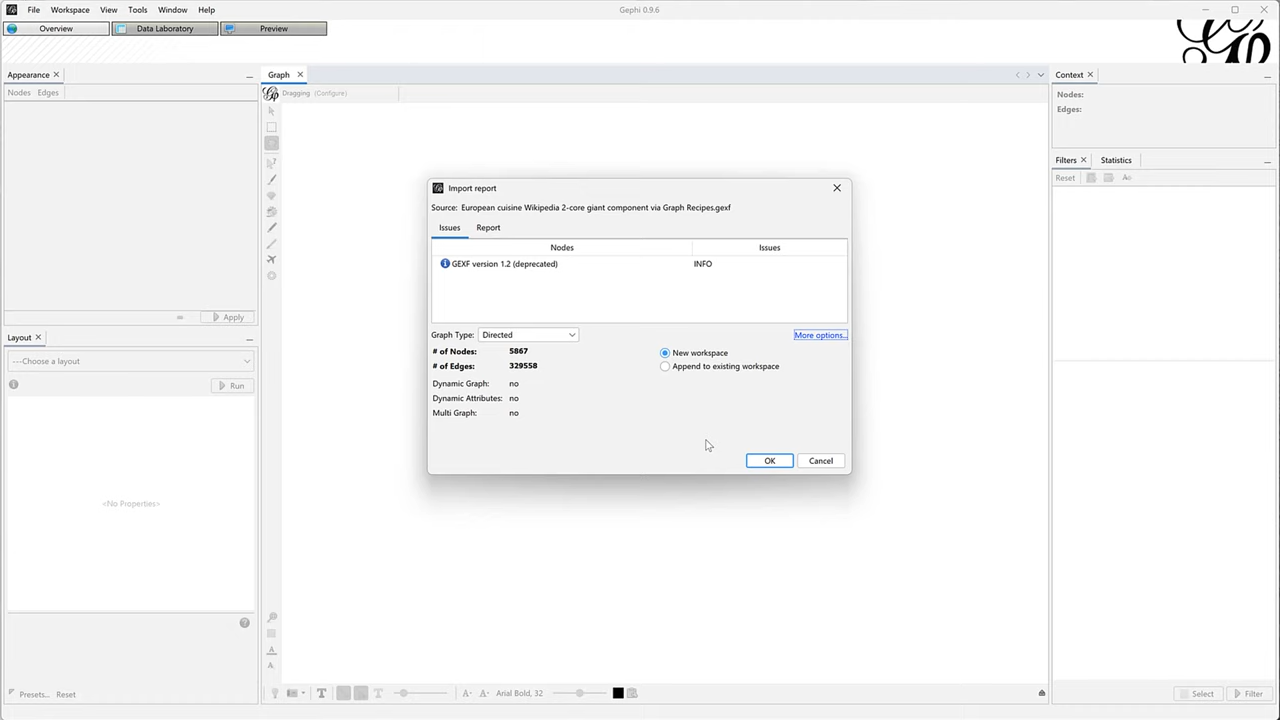 File Workspace View Tools Window Help
Gephi 0.9.6
Overview
Data Laboratory
Preview
Appearance
Nodes Edges
Apply
Layout
---Choose a layout
Run
<No Properties>
Presets...
Reset
Graph
Dragging (Configure)
Import report
Source: European cuisine Wikipedia 2-core giant component via Graph Recipes.gexf
Issues Report
Nodes Issues
GEXF version 1.2 (deprecated) INFO
Graph Type: Directed
More options...
# of Nodes: 5867
# of Edges: 329558
Dynamic Graph: no
Dynamic Attributes: no
Multi Graph: no
New workspace
Append to existing workspace
OK
Cancel
T
A- A- Arial Bold, 32
Context
Nodes:
Edges:
Filters Statistics
Reset
Select
Filter